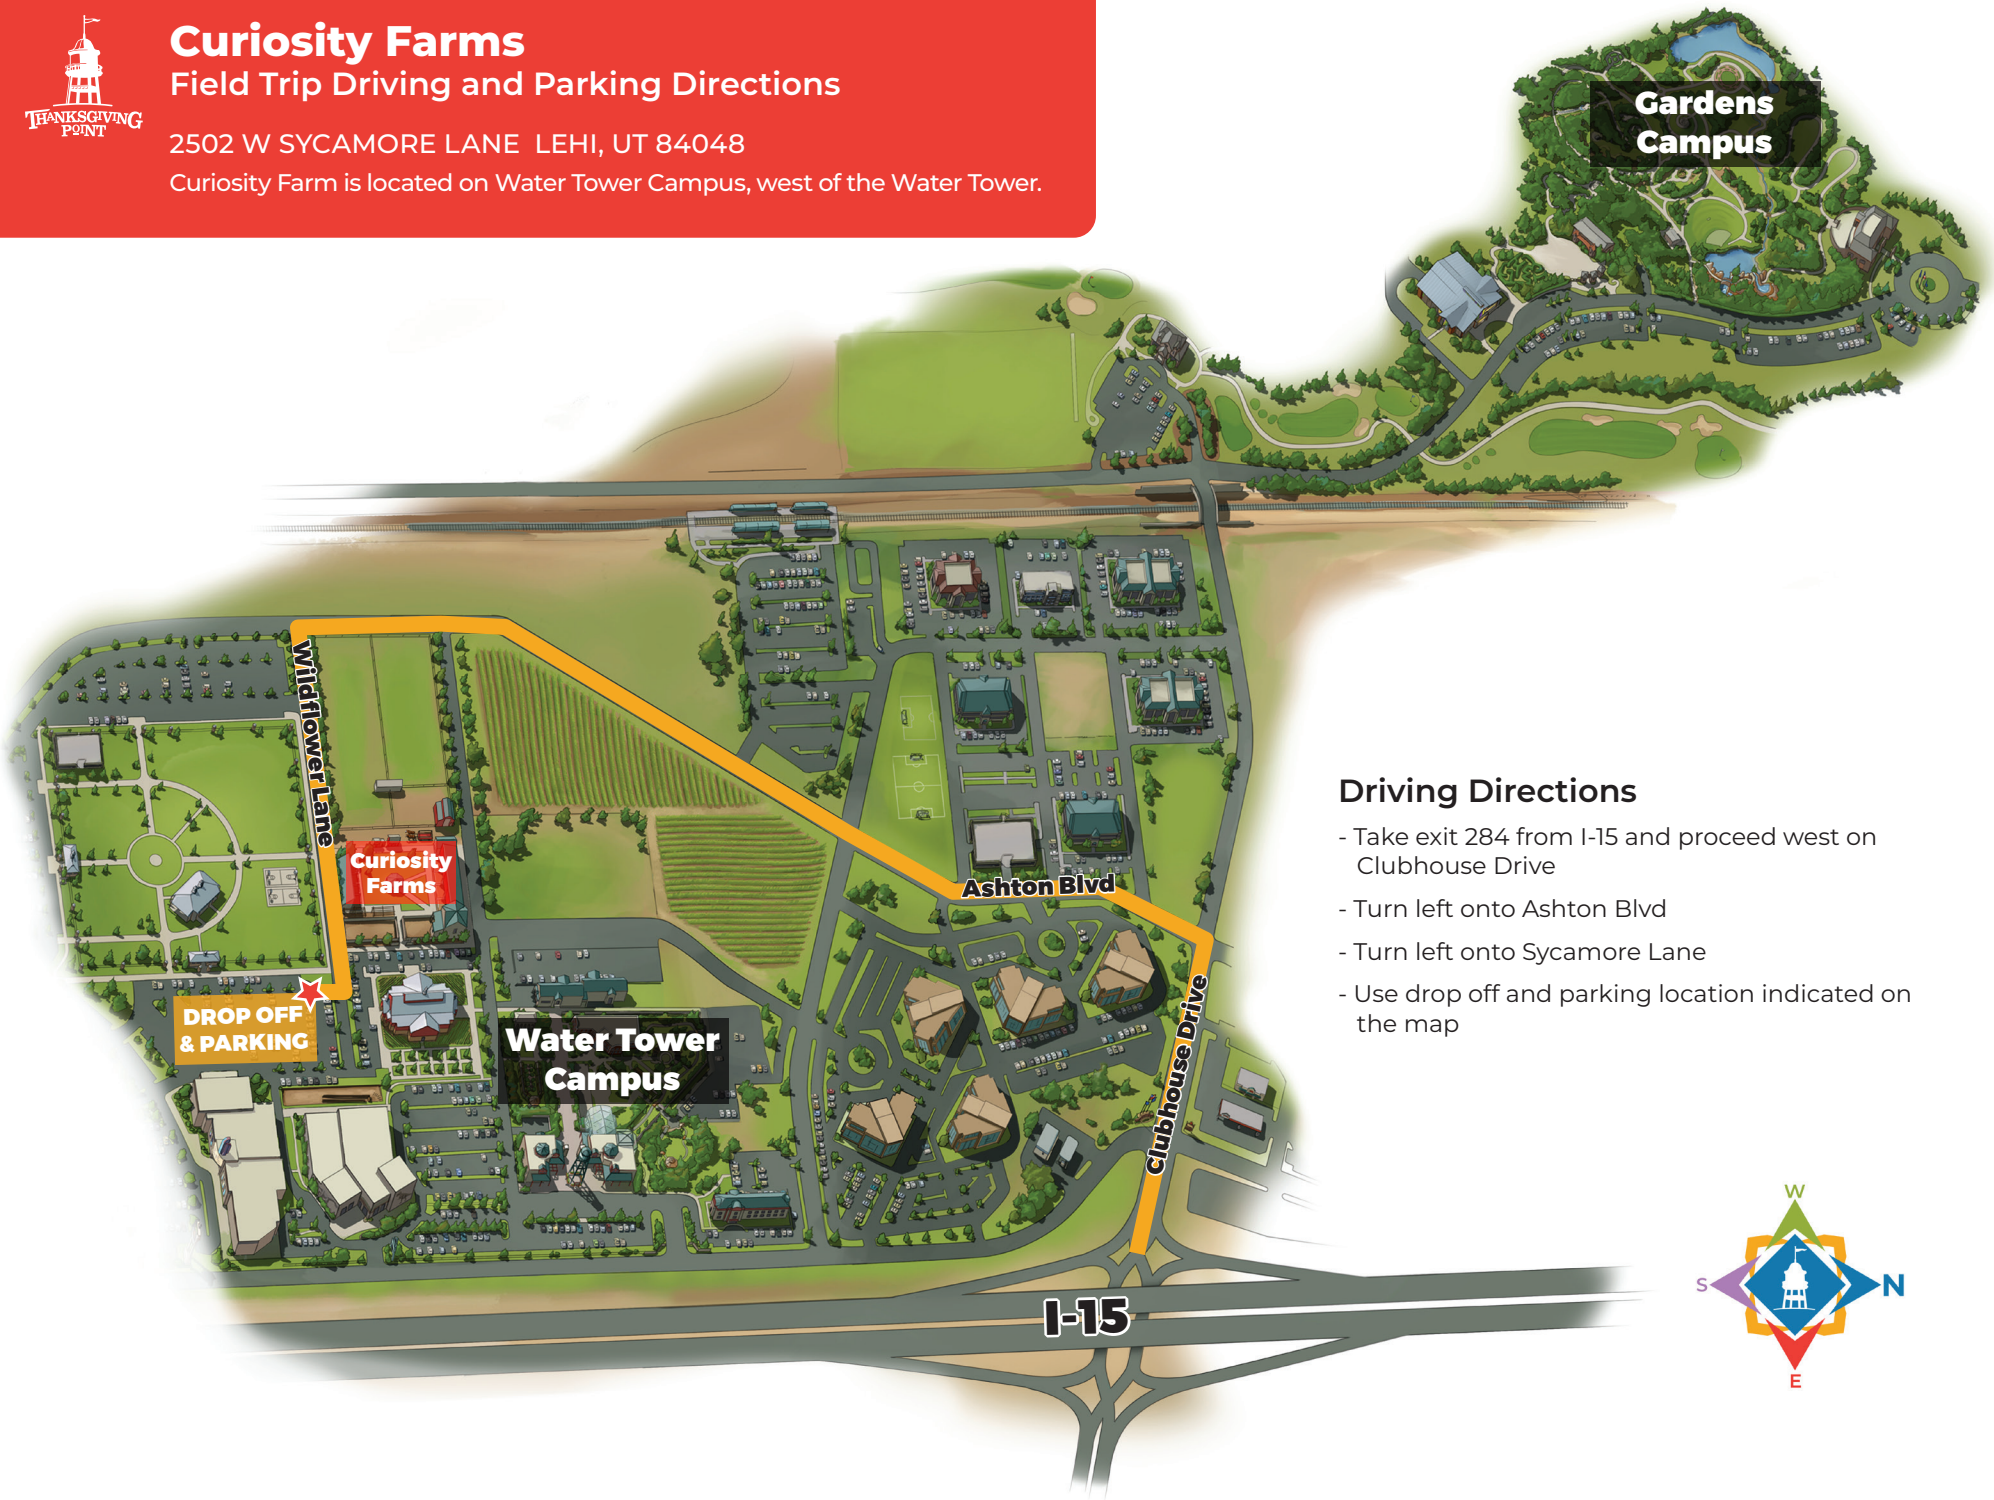 THANKSGIVING
POINT
Curiosity Farms
Field Trip Driving and Parking Directions
2502 W SYCAMORE LANE LEHI, UT 84048
Curiosity Farm is located on Water Tower Campus, west of the Water Tower.
Gardens
Campus
Wildflower Lane
Curiosity
Farms
Ashton Blvd
DROP OFF
& PARKING
Water Tower
Campus
Clubhouse Drive
I-15
Driving Directions
- Take exit 284 from I-15 and proceed west on
Clubhouse Drive
- Turn left onto Ashton Blvd
- Turn left onto Sycamore Lane
- Use drop off and parking location indicated on
the map
W
S
N
E